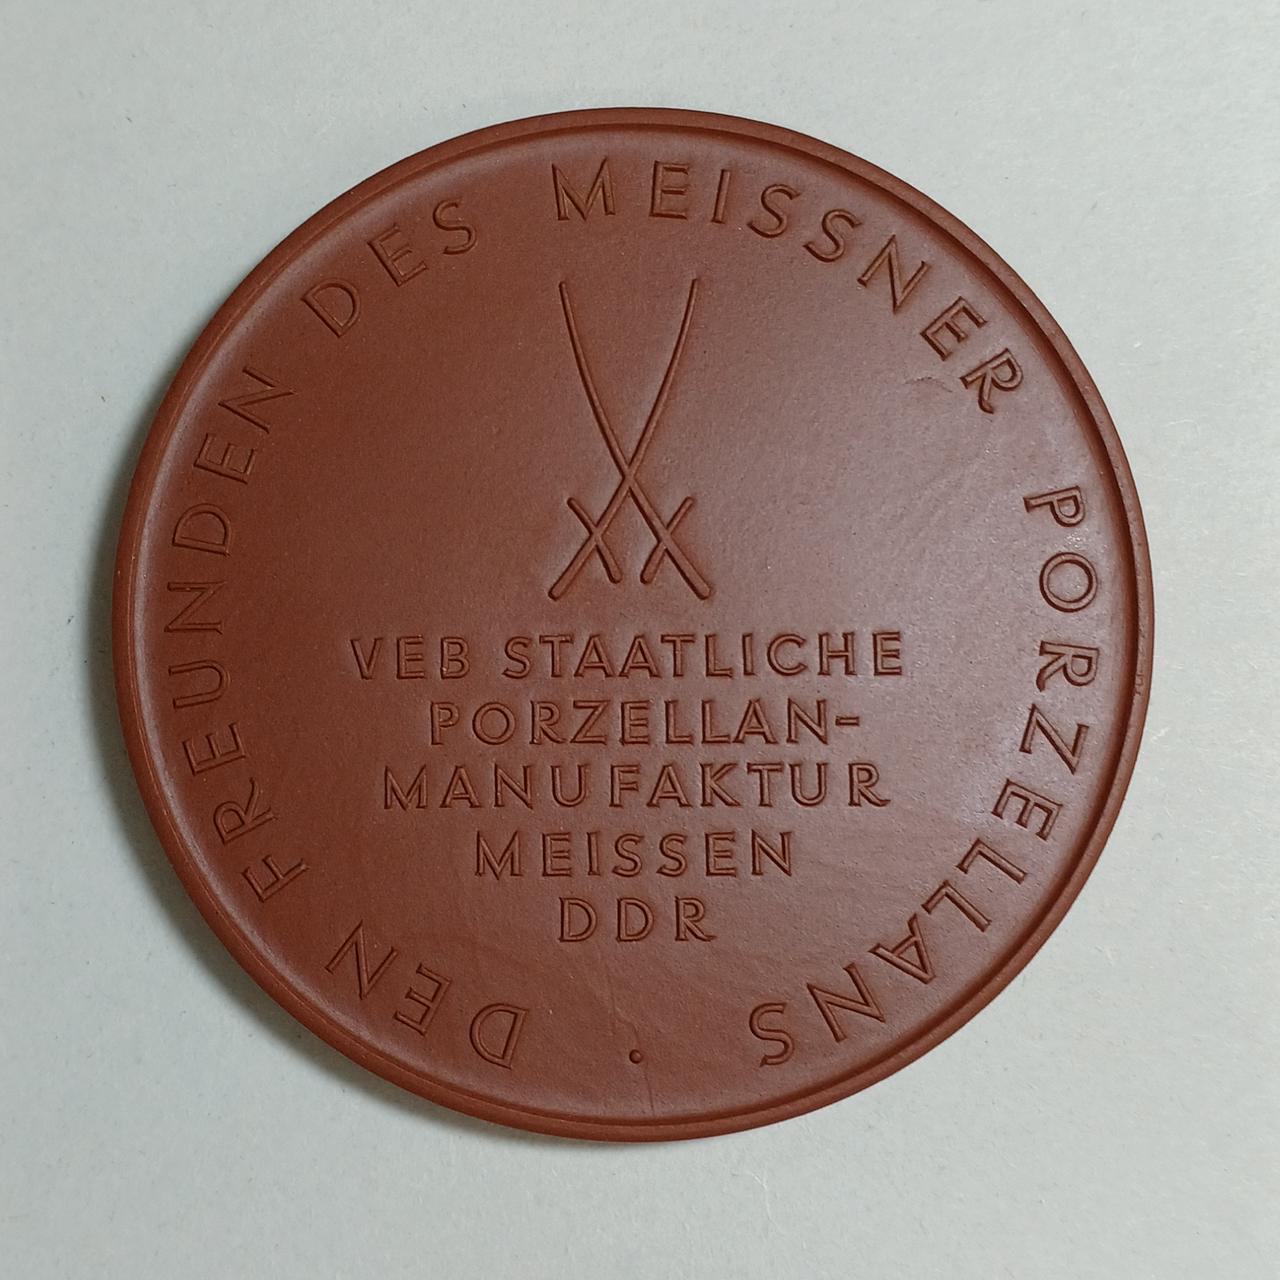 DEN FREUNDEN DES MEISSNER PORZELLANS
VEB STAATLICHE
PORZELLAN-
MANUFAKTUR
MEISSEN
DDR